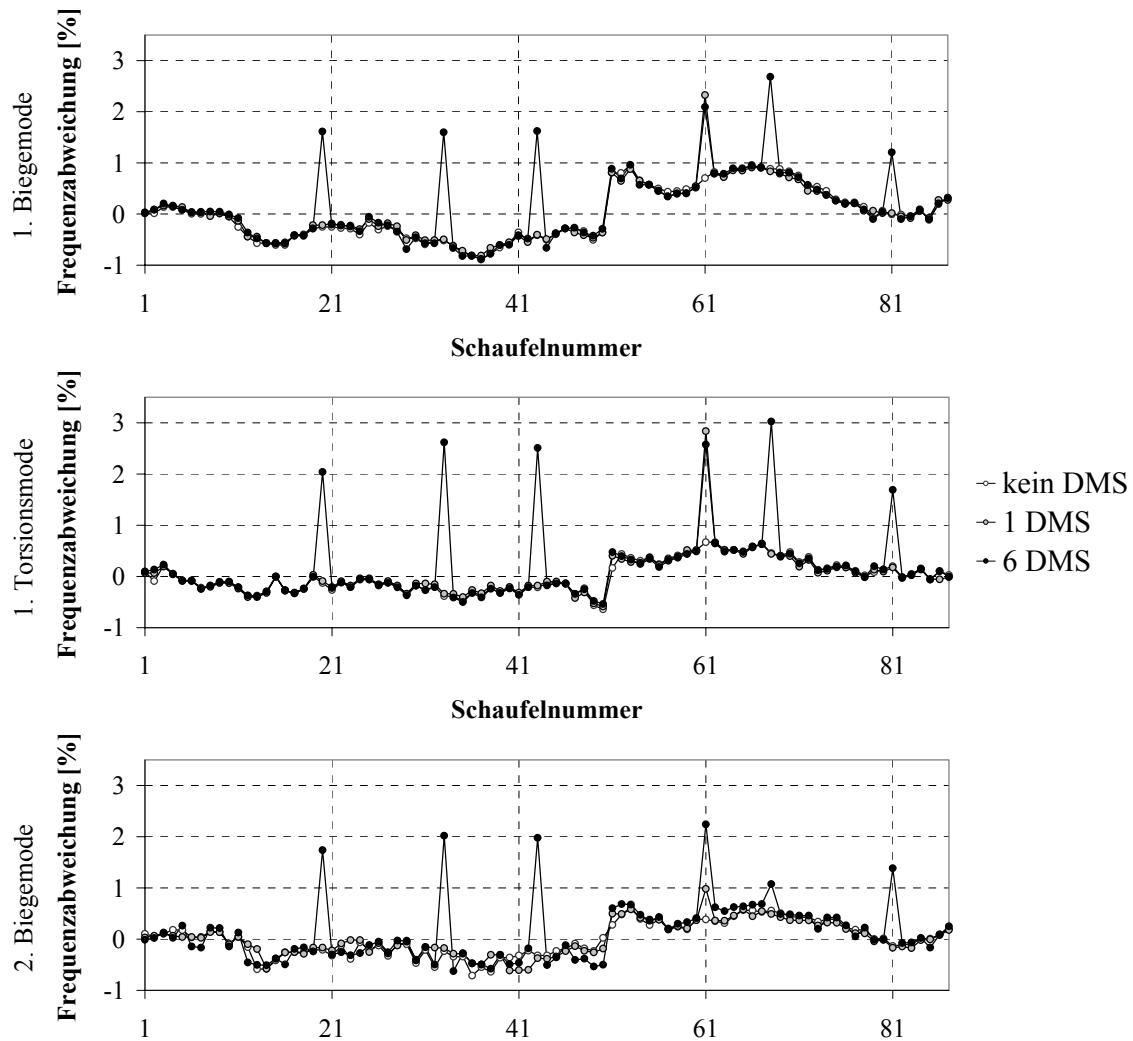 1. Biegemode
Frequenzabweichung [%]
3
2
1
0
-1
1
21
41
61
81
Schaufelnummer
1. Torsionsmode
Frequenzabweichung [%]
3
2
1
0
-1
1
21
41
61
81
Schaufelnummer
kein DMS
1 DMS
6 DMS
2. Biegemode
Frequenzabweichung [%]
3
2
1
0
-1
1
21
41
61
81